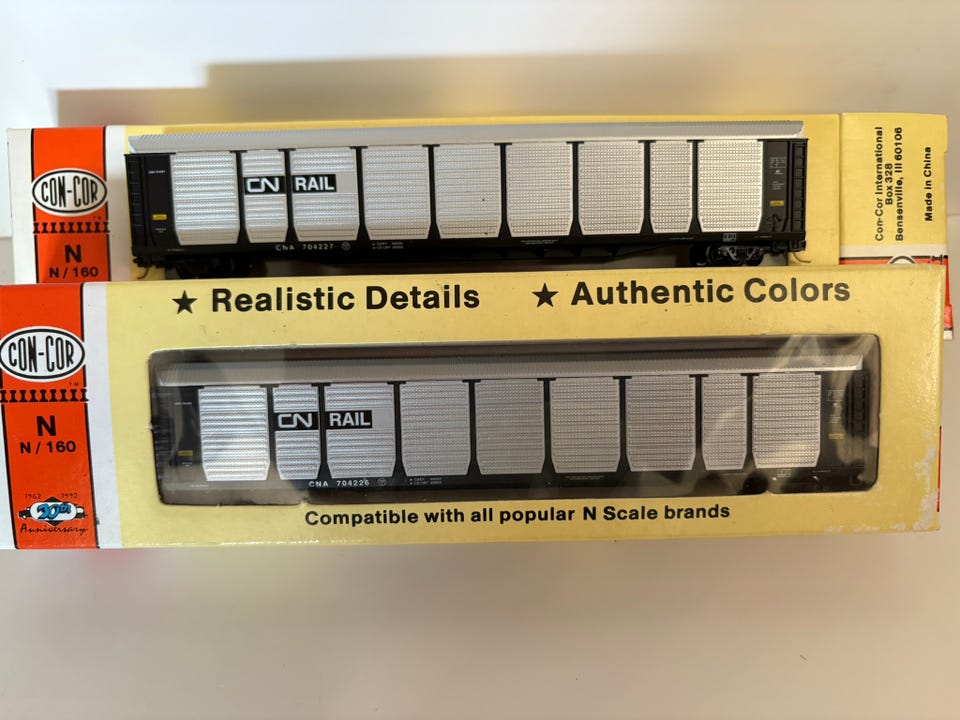 CON-COR
N
N / 160
CN RAIL
CNA 704227
Con-Cor International
Box 328
Bensenville, Ill 60106
Made in China
★ Realistic Details ★ Authentic Colors
CON-COR
TM
N
N / 160
1962 1992
Anniversary
CN RAIL
CNA 704226
Compatible with all popular N Scale brands